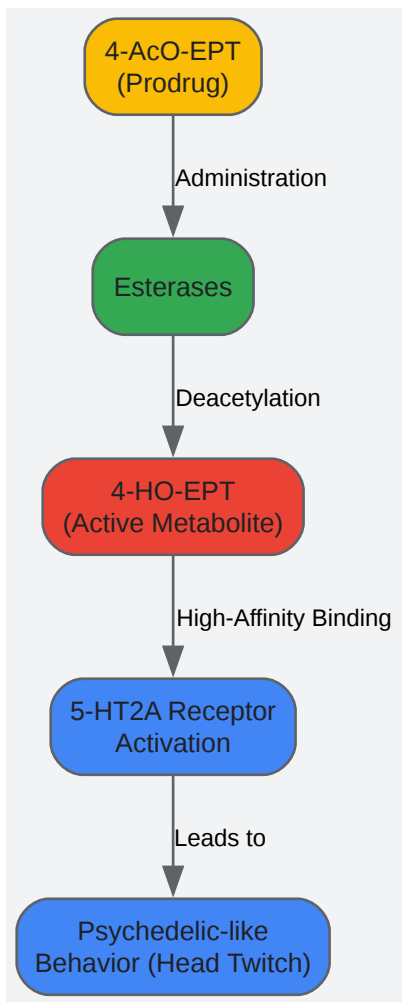 4-AcO-EPT
(Prodrug)
Administration
Esterases
Deacetylation
4-HO-EPT
(Active Metabolite)
High-Affinity Binding
5-HT2A Receptor
Activation
Leads to
Psychedelic-like
Behavior (Head Twitch)